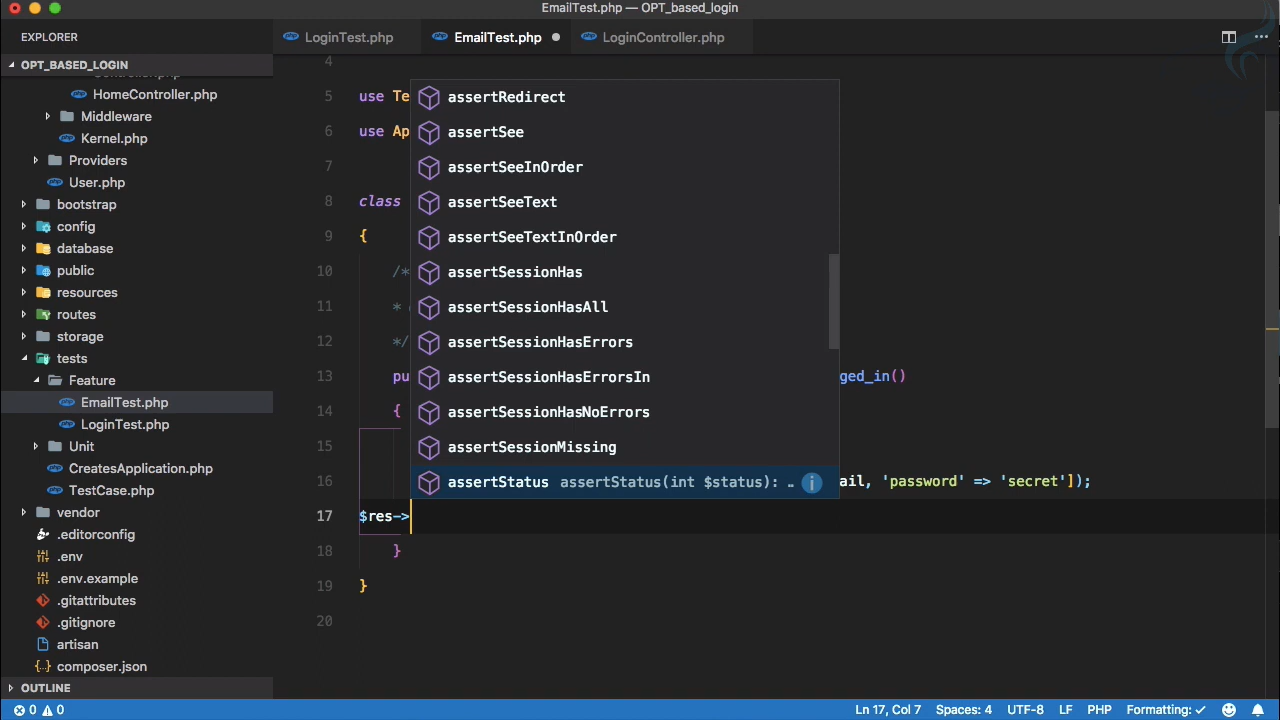 EmailTest.php — OPT_based_login
EXPLORER
LoginTest.php
EmailTest.php
LoginController.php
OPT_BASED_LOGIN
HomeController.php
Middleware
Kernel.php
Providers
User.php
bootstrap
config
database
public
resources
routes
storage
tests
Feature
EmailTest.php
LoginTest.php
Unit
CreatesApplication.php
TestCase.php
vendor
.editorconfig
.env
.env.example
.gitattributes
.gitignore
artisan
composer.json
OUTLINE
4
5 use Te
6 use Ap
7
8 class
9 {
10 /*
11 *
12 */
13 pu ged_in()
14 {
15
16 ail, 'password' => 'secret']);
17 $res->
18 }
19 }
20
assertRedirect
assertSee
assertSeeInOrder
assertSeeText
assertSeeTextInOrder
assertSessionHas
assertSessionHasAll
assertSessionHasErrors
assertSessionHasErrorsIn
assertSessionHasNoErrors
assertSessionMissing
assertStatus assertStatus(int $status): …
0 0
Ln 17, Col 7 Spaces: 4 UTF-8 LF PHP Formatting: ✓